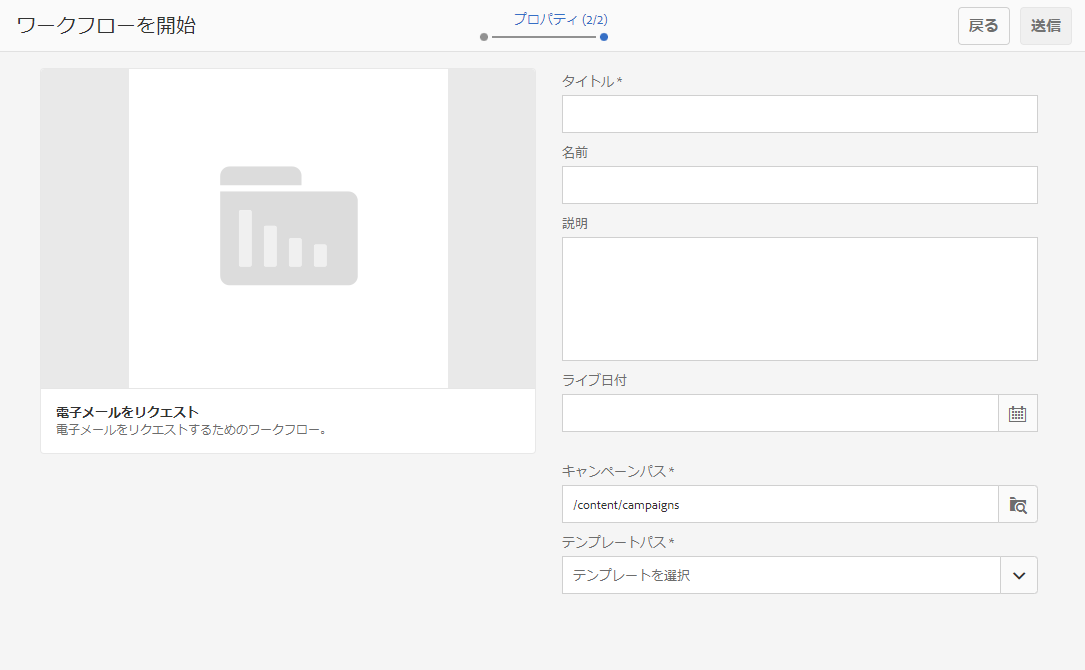 ワークフローを開始
プロパティ (2/2)
戻る
送信
電子メールをリクエスト
電子メールをリクエストするためのワークフロー。
タイトル *
名前
説明
ライブ日付
キャンペーンパス *
/content/campaigns
テンプレートパス *
テンプレートを選択